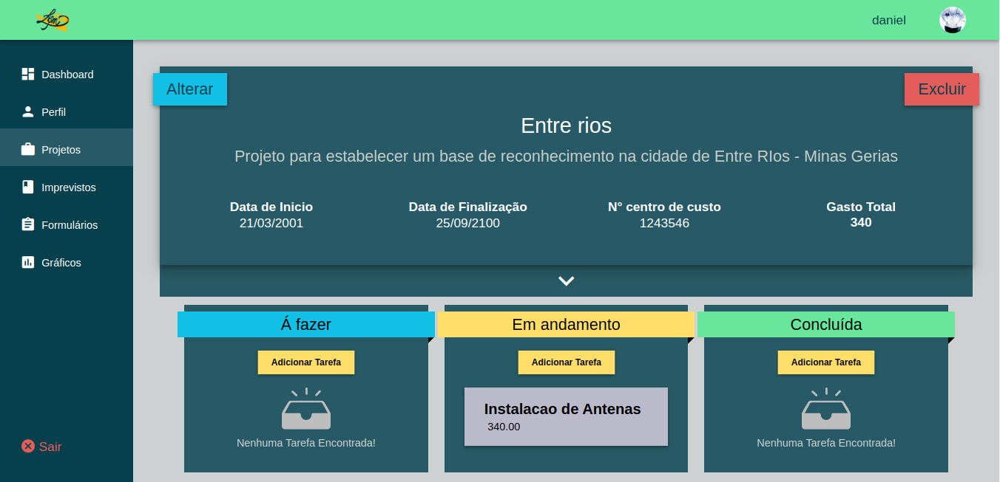 daniel
Dashboard
Perfil
Projetos
Imprevistos
Formulários
Gráficos
Sair
Alterar
Excluir
Entre rios
Projeto para estabelecer um base de reconhecimento na cidade de Entre RIos - Minas Gerias
Data de Inicio
21/03/2001
Data de Finalização
25/09/2100
N° centro de custo
1243546
Gasto Total
340
Á fazer
Adicionar Tarefa
Nenhuma Tarefa Encontrada!
Em andamento
Adicionar Tarefa
Instalacao de Antenas
340.00
Concluída
Adicionar Tarefa
Nenhuma Tarefa Encontrada!